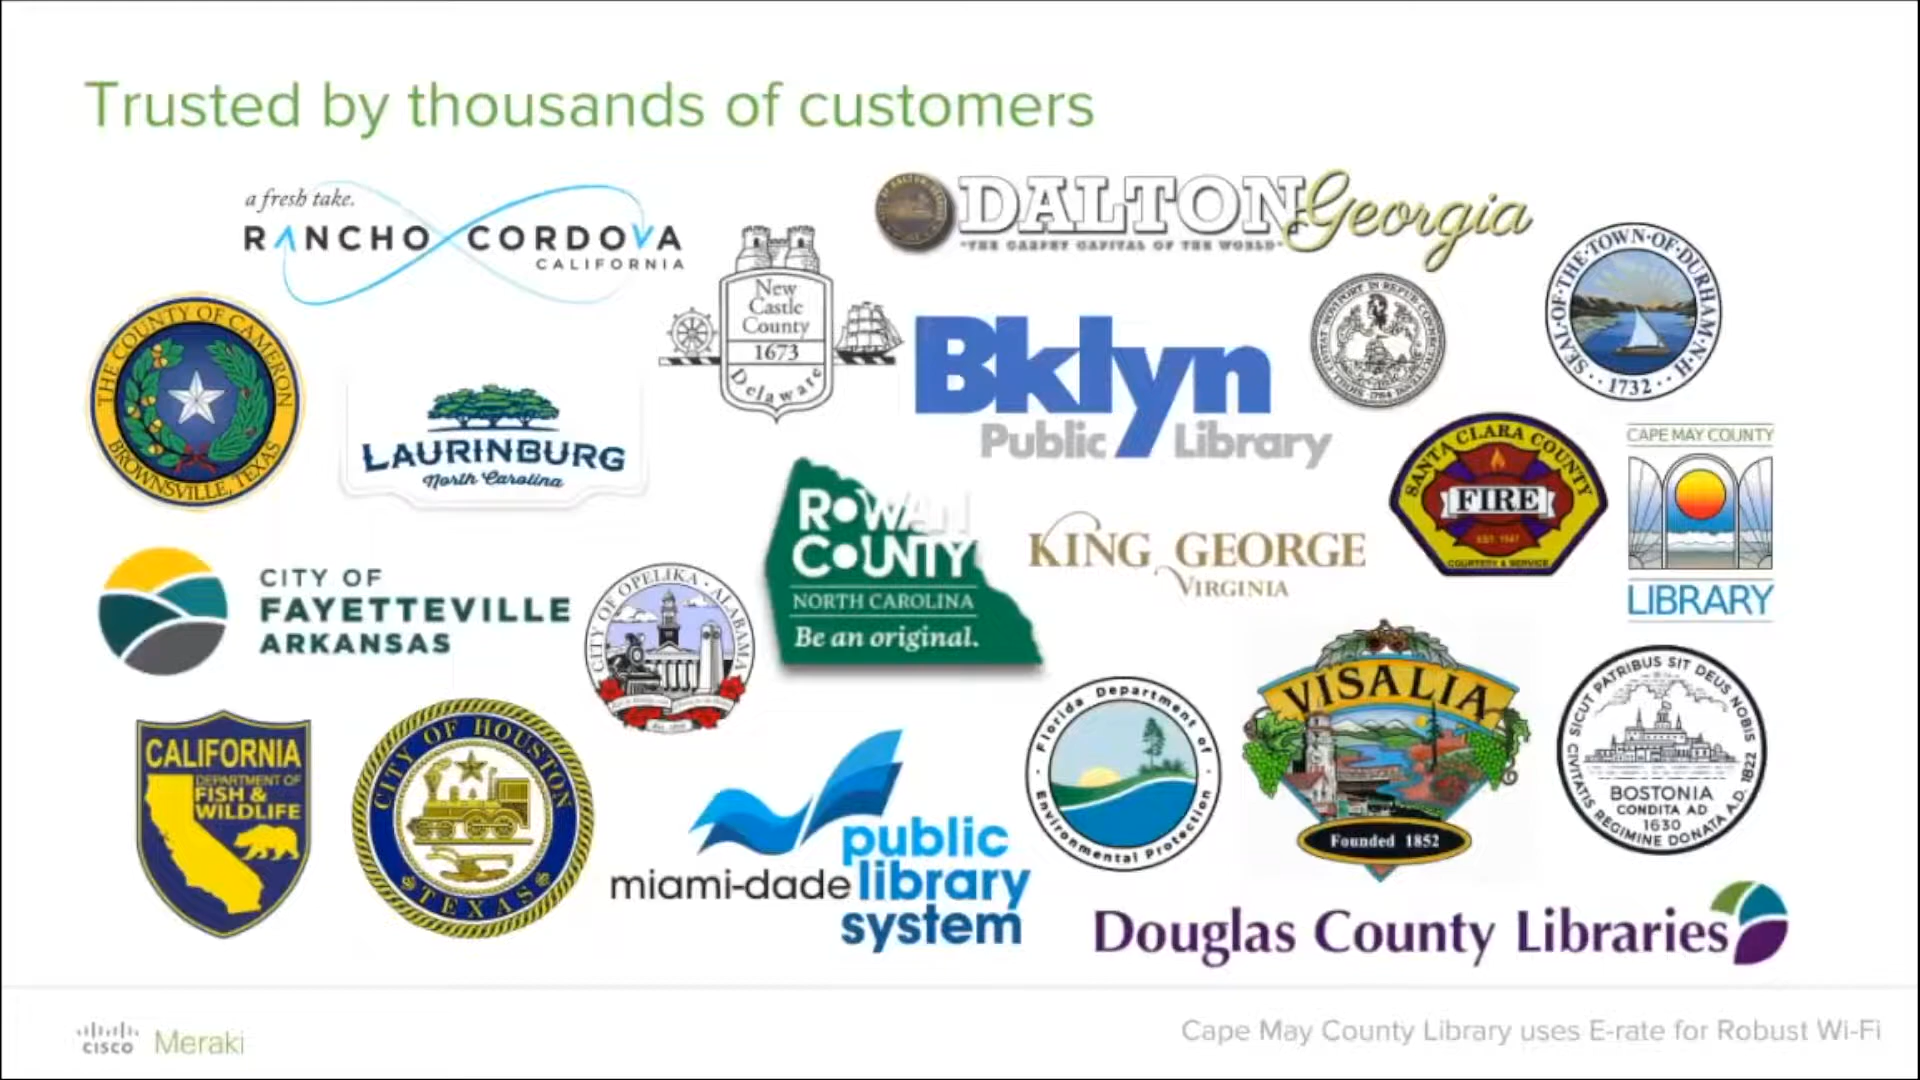 Trusted by thousands of customers
a fresh take.
RANCHO CORDOVA
CALIFORNIA
DALTON Georgia
"THE CARPET CAPITAL OF THE WORLD"
New
Castle
County
1673
Delaware
SEAL·OF·THE·TOWN·OF·DURHAM·N·H·
··1732··
THE COUNTY OF CAMERON
BROWNSVILLE, TEXAS
LAURINBURG
North Carolina
Bklyn
Public Library
SANTA CLARA COUNTY
FIRE
EST. 1947
COURTESY & SERVICE
CAPE MAY COUNTY
LIBRARY
ROWAN
COUNTY
NORTH CAROLINA
Be an original.
KING GEORGE
VIRGINIA
CITY OF
FAYETTEVILLE
ARKANSAS
CITY OF OPELIKA · ALABAMA
VISALIA
Founded 1852
Florida Department of
Environmental Protection
SICUT PATRIBUS SIT DEUS NOBIS
CIVITATIS REGIMINE DONATA A.D. 1822
BOSTONIA
CONDITA AD
1630
CALIFORNIA
DEPARTMENT OF
FISH &
WILDLIFE
CITY OF HOUSTON
TEXAS
miami-dade public
library
system
Douglas County Libraries
cisco Meraki
Cape May County Library uses E-rate for Robust Wi-Fi